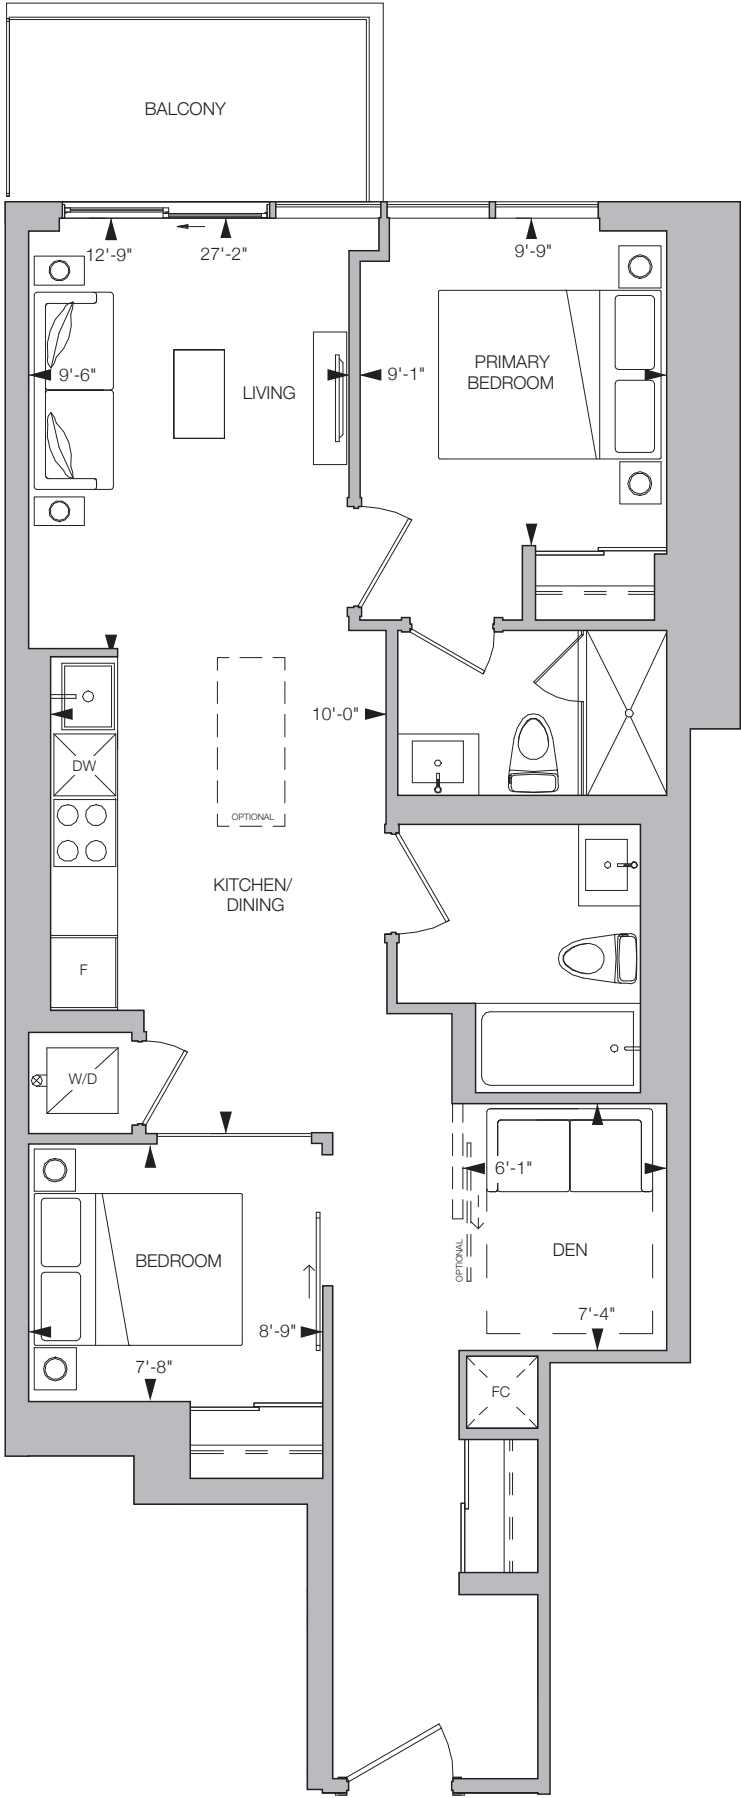 BALCONY
12'-9"
27'-2"
9'-9"
9'-6"
LIVING
9'-1"
PRIMARY
BEDROOM
10'-0"
DW
OPTIONAL
KITCHEN/
DINING
F
W/D
6'-1"
OPTIONAL
DEN
BEDROOM
7'-4"
8'-9"
7'-8"
FC